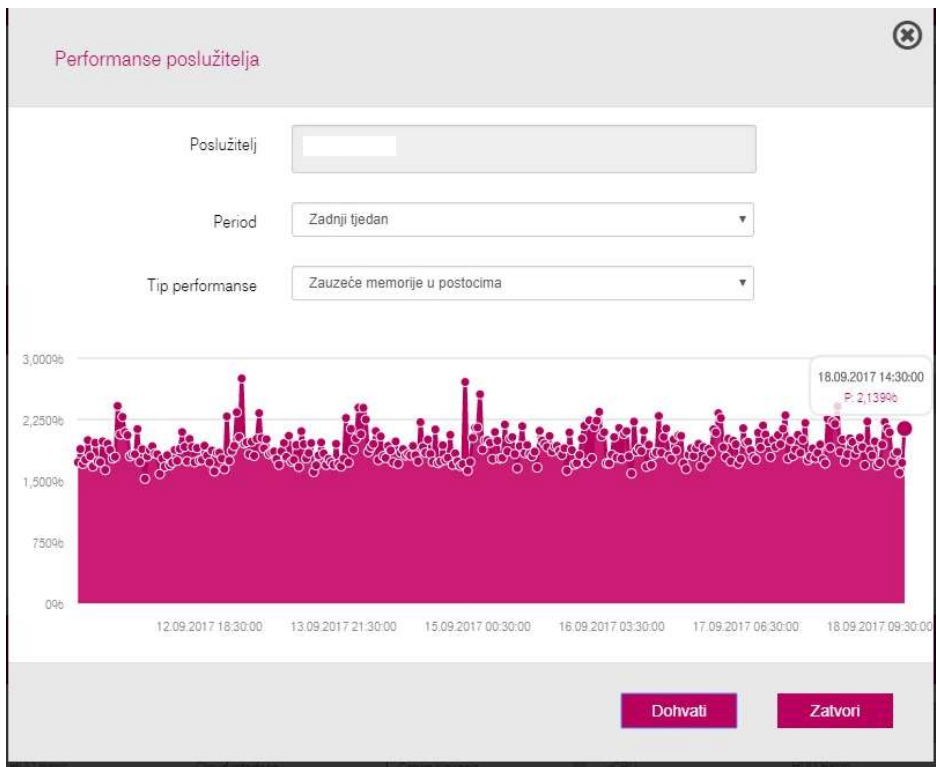 Performanse poslužitelja
Poslužitelj
Period
Zadnji tjedan
Tip performanse
Zauzeće memorije u postocima
3,000%
18.09.2017 14:30:00
P: 2,139%
2,250%
1,500%
750%
0%
12.09.2017 18:30:00 13.09.2017 21:30:00 15.09.2017 00:30:00 16.09.2017 03:30:00 17.09.2017 06:30:00 18.09.2017 09:30:00
Dohvati Zatvori